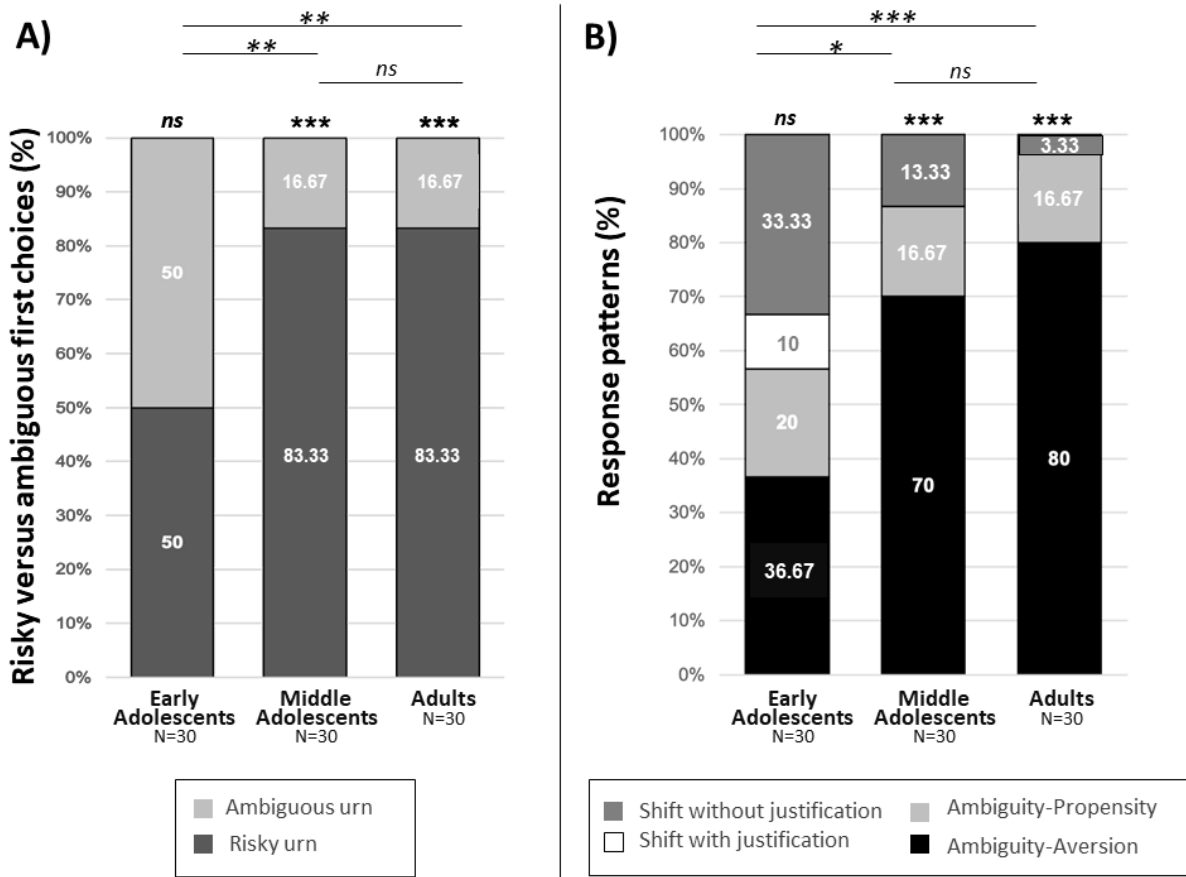 A)
**
**
ns
Risky versus ambiguous first choices (%)
ns
***
***
100%
90%
80%
70%
60%
50%
40%
30%
20%
10%
0%
50
50
16.67
83.33
16.67
83.33
Early
Adolescents
N=30
Middle
Adolescents
N=30
Adults
N=30
Ambiguous urn
Risky urn
B)
***
*
ns
Response patterns (%)
ns
***
***
100%
90%
80%
70%
60%
50%
40%
30%
20%
10%
0%
33.33
10
20
36.67
13.33
16.67
70
3.33
16.67
80
Early
Adolescents
N=30
Middle
Adolescents
N=30
Adults
N=30
Shift without justification
Shift with justification
Ambiguity-Propensity
Ambiguity-Aversion